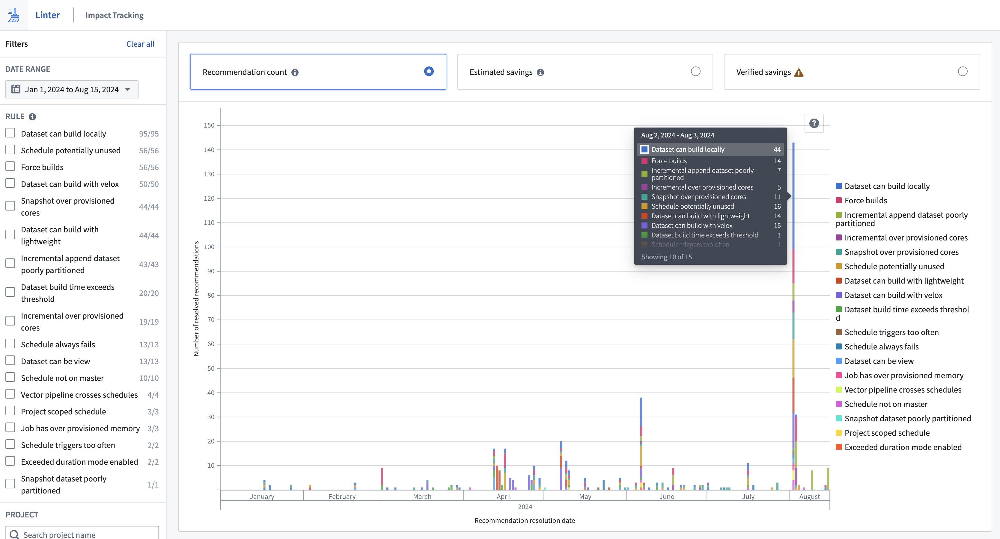 Linter
Impact Tracking
Filters
Clear all
DATE RANGE
Jan 1, 2024 to Aug 15, 2024
RULE
Dataset can build locally 95/95
Schedule potentially unused 56/56
Force builds 56/56
Dataset can build with velox 50/50
Snapshot over provisioned
cores 44/44
Dataset can build with
lightweight 44/44
Incremental append dataset
poorly partitioned 43/43
Dataset build time exceeds
threshold 20/20
Incremental over provisioned
cores 19/19
Schedule always fails 13/13
Dataset can be view 13/13
Schedule not on master 10/10
Vector pipeline crosses schedules 4/4
Project scoped schedule 3/3
Job has over provisioned memory 3/3
Schedule triggers too often 2/2
Exceeded duration mode enabled 2/2
Snapshot dataset poorly
partitioned 1/1
PROJECT
Search project name
Recommendation count
Estimated savings
Verified savings
Number of resolved recommendations
150
140
130
120
110
100
90
80
70
60
50
40
30
20
10
Aug 2, 2024 - Aug 3, 2024
Dataset can build locally 44
Force builds 14
Incremental append dataset poorly 7
partitioned
Incremental over provisioned cores 5
Snapshot over provisioned cores 11
Schedule potentially unused 16
Dataset can build with lightweight 14
Dataset can build with velox 15
Dataset build time exceeds threshold 1
Schedule triggers too often 1
Showing 10 of 15
January February March April May June July August
2024
Recommendation resolution date
Dataset can build locally
Force builds
Incremental append dataset poorly
partitioned
Incremental over provisioned cores
Snapshot over provisioned cores
Schedule potentially unused
Dataset can build with lightweight
Dataset can build with velox
Dataset build time exceeds threshol
d
Schedule triggers too often
Schedule always fails
Dataset can be view
Job has over provisioned memory
Vector pipeline crosses schedules
Schedule not on master
Snapshot dataset poorly partitioned
Project scoped schedule
Exceeded duration mode enabled